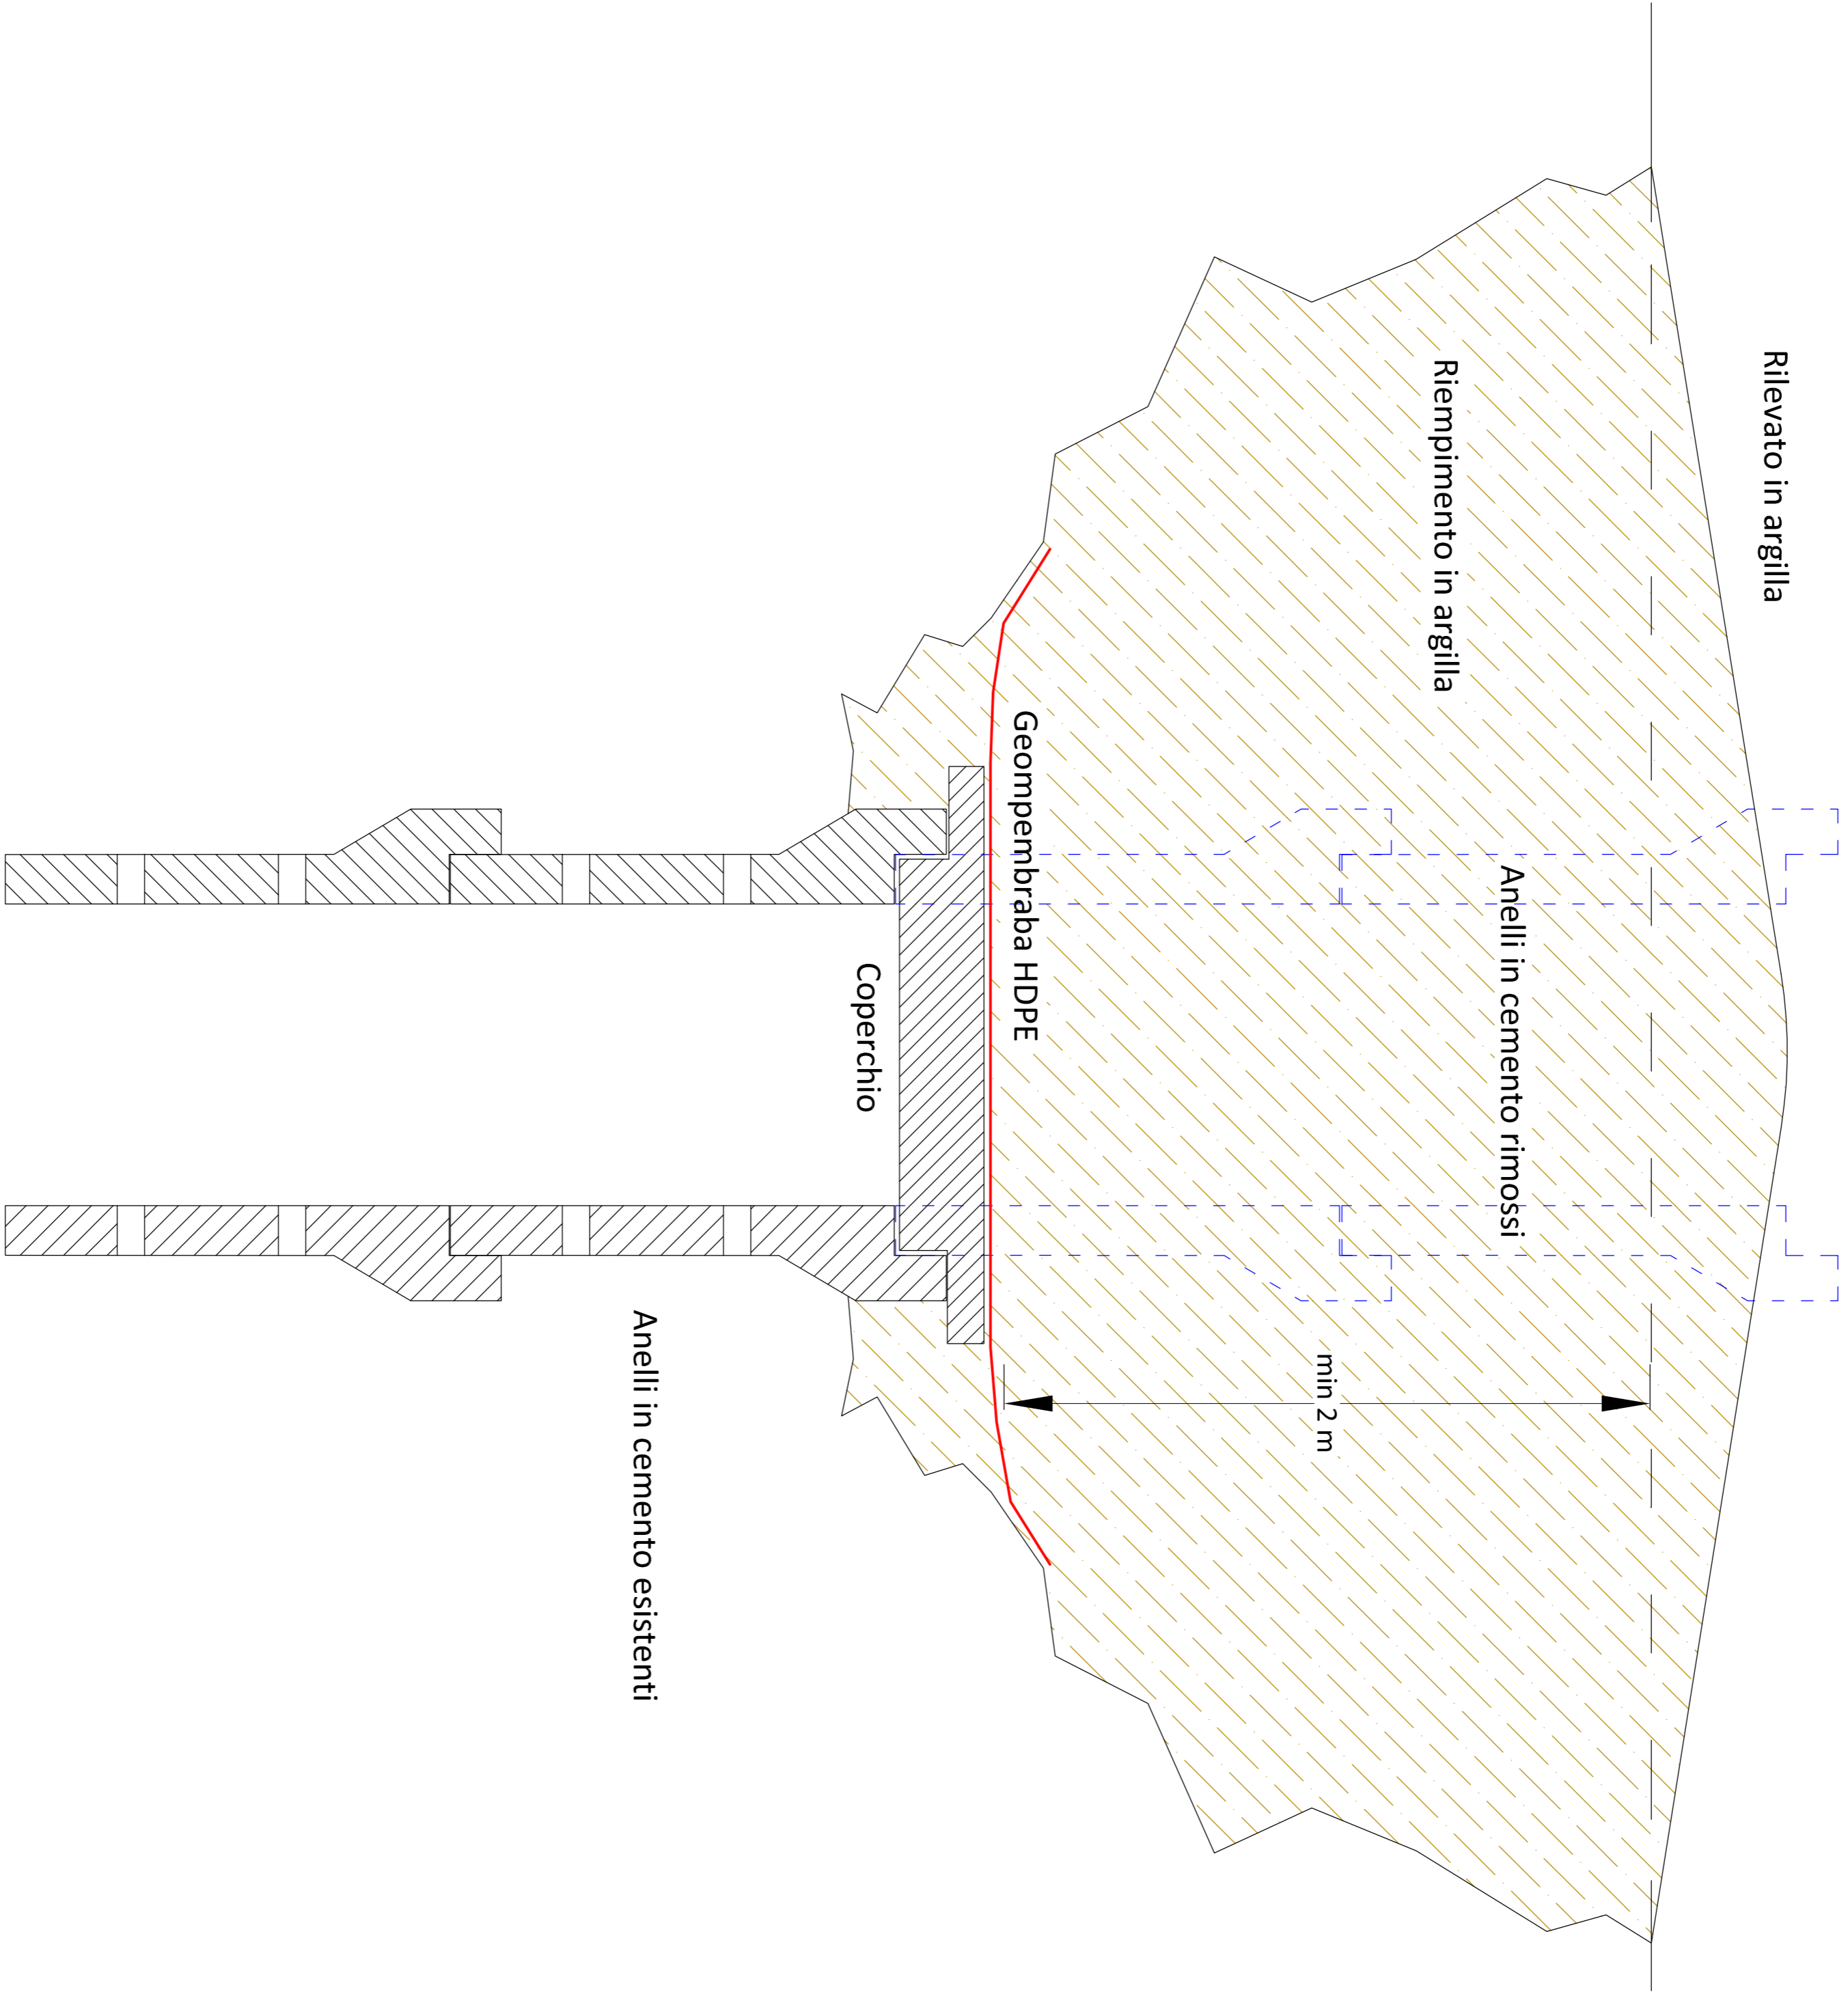 Rilevato in argilla
Riempimento in argilla
Anelli in cemento rimossi
min 2 m
Geompembraba HDPE
Coperchio
Anelli in cemento esistenti